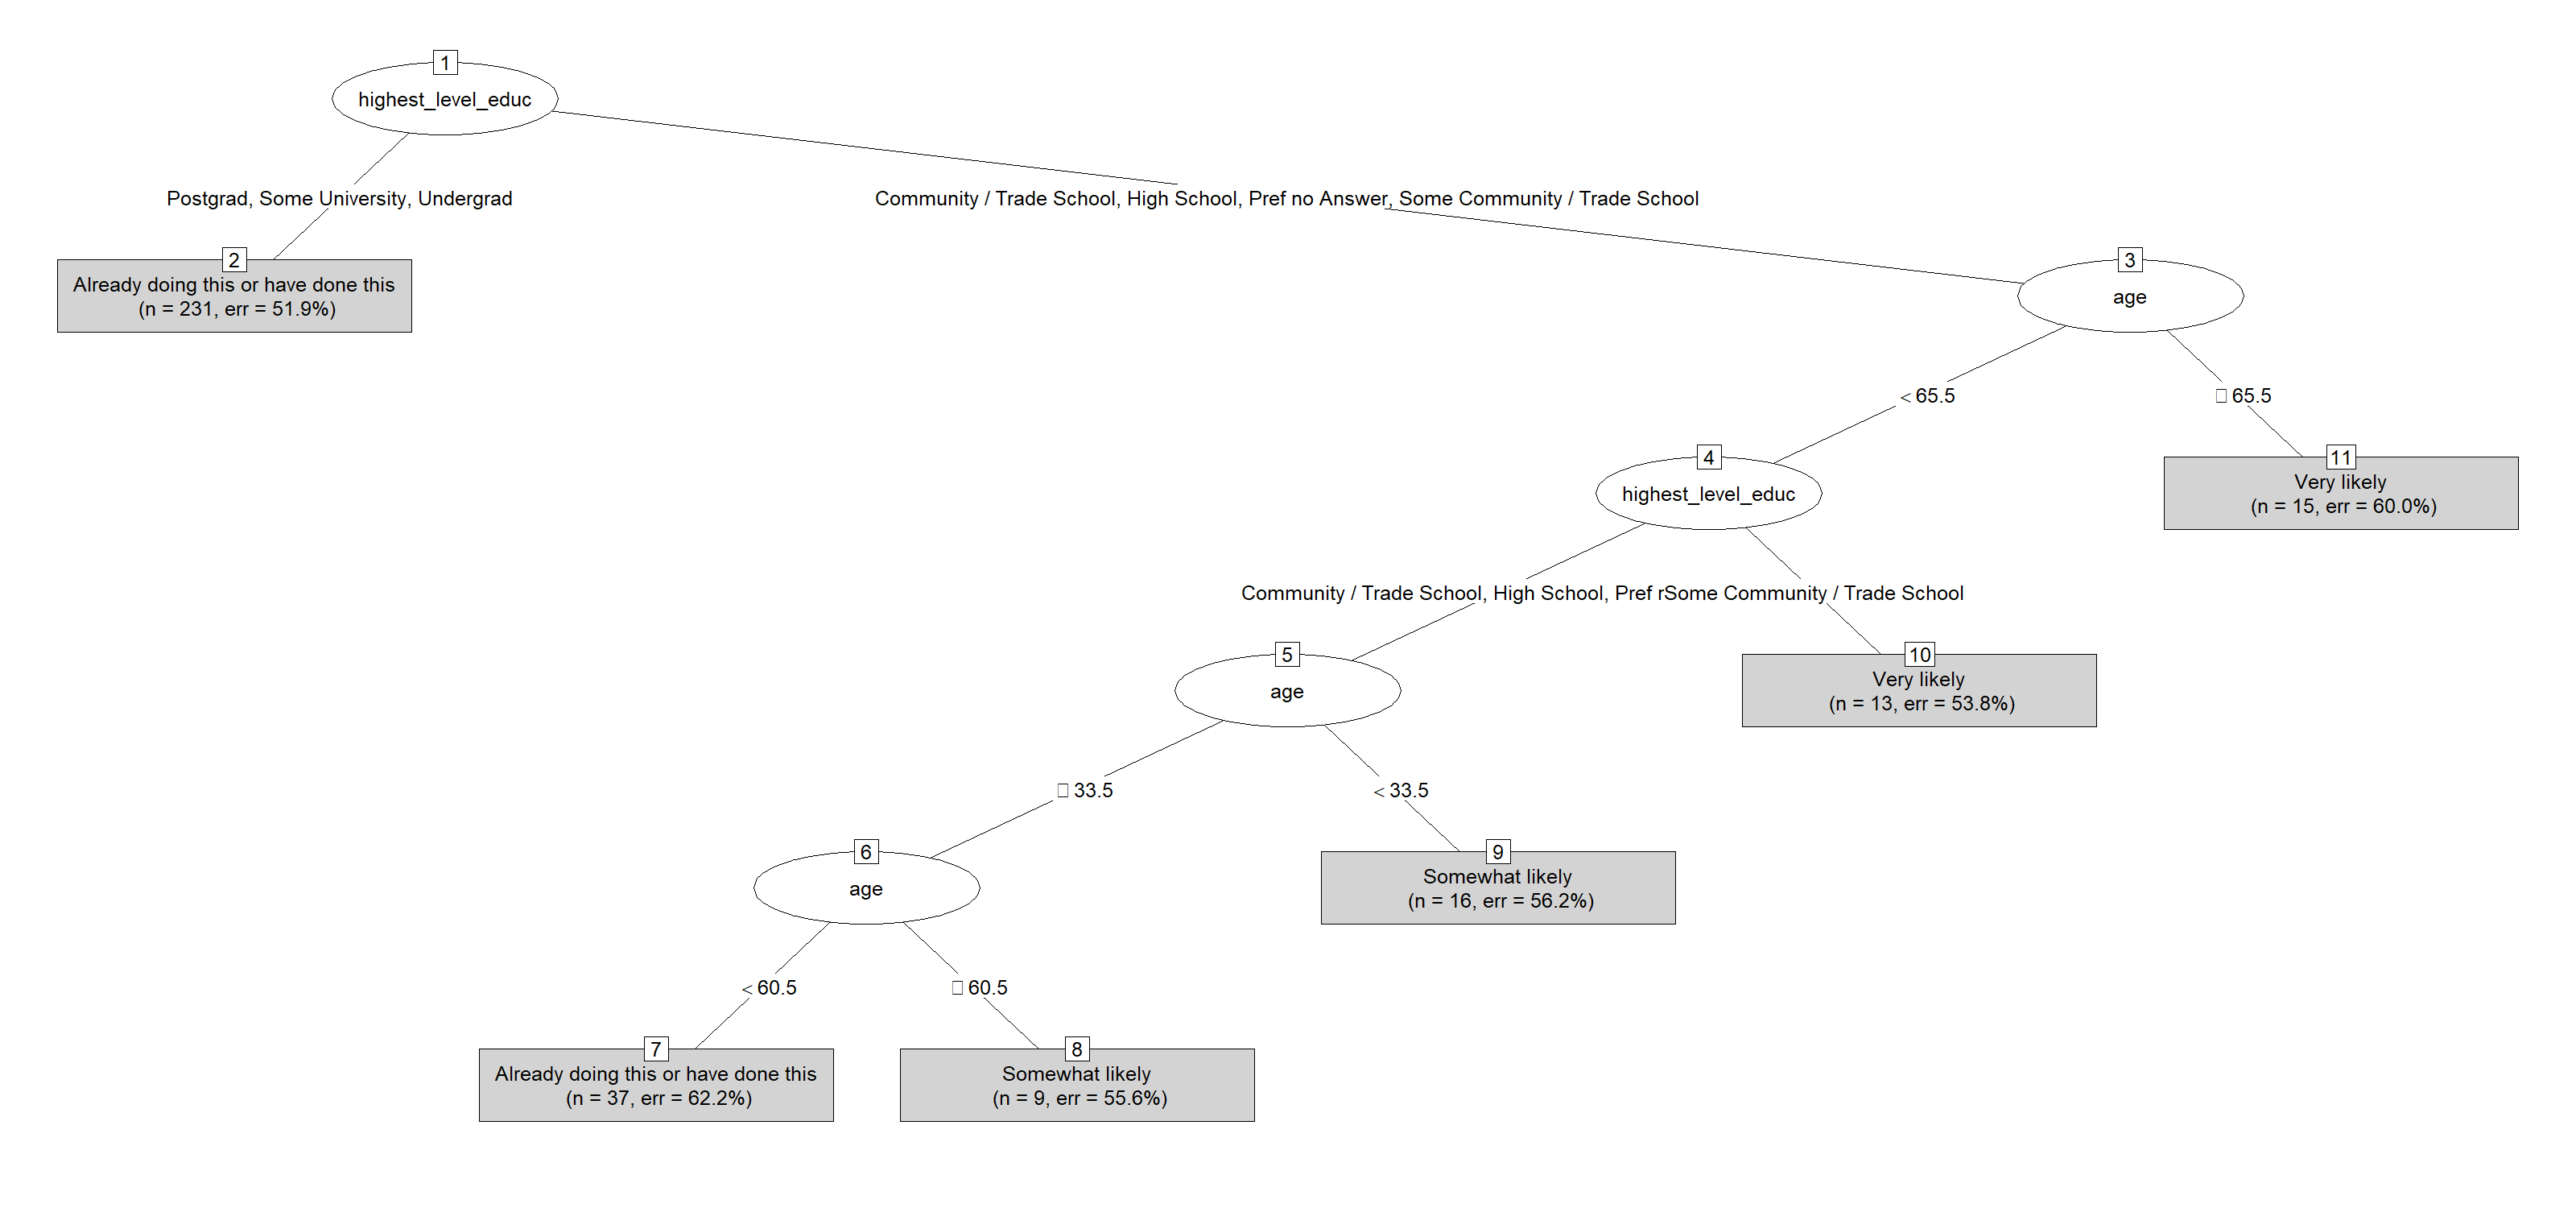 1
highest_level_educ
Postgrad, Some University, Undergrad
Community / Trade School, High School, Pref no Answer, Some Community / Trade School
2
Already doing this or have done this
(n = 231, err = 51.9%)
3
age
< 65.5
65.5
4
highest_level_educ
11
Very likely
(n = 15, err = 60.0%)
Community / Trade School, High School, Pref rSome Community / Trade School
5
age
10
Very likely
(n = 13, err = 53.8%)
33.5
< 33.5
6
age
9
Somewhat likely
(n = 16, err = 56.2%)
< 60.5
60.5
7
Already doing this or have done this
(n = 37, err = 62.2%)
8
Somewhat likely
(n = 9, err = 55.6%)